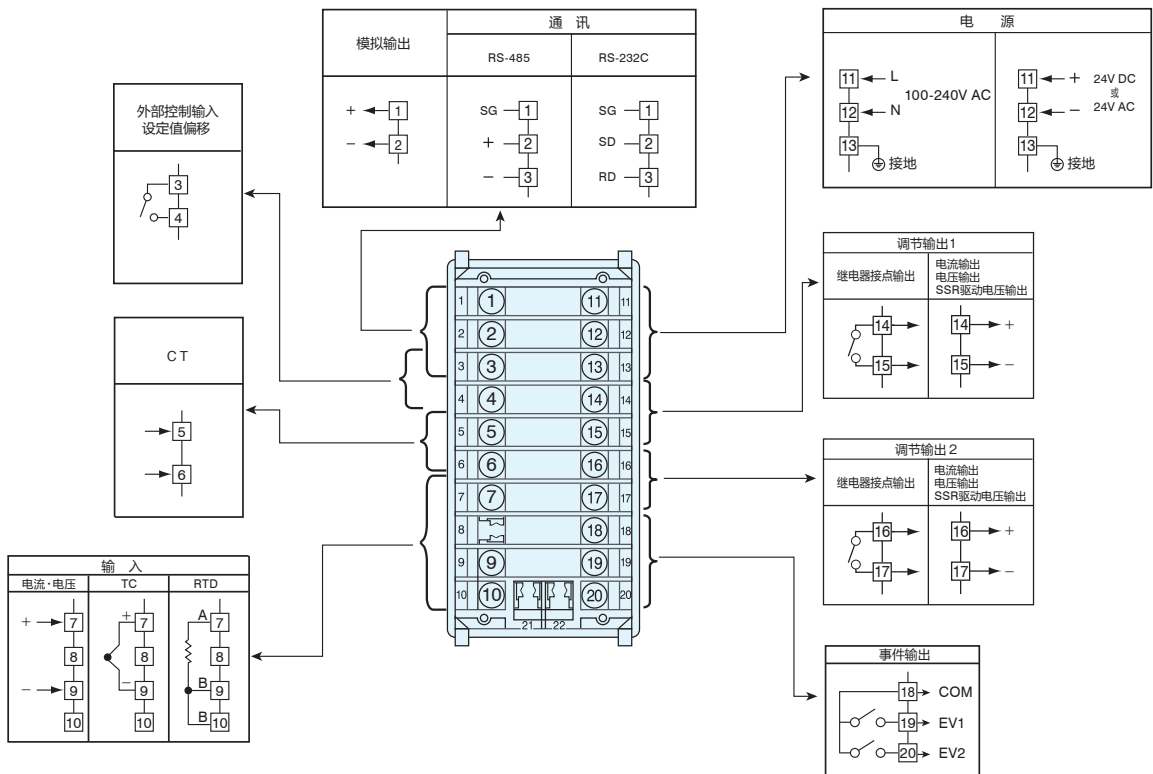 外部控制输入
设定值偏移
3
4
CT
5
6
输 入
电流·电压 TC RTD
+ 7 + 7 A 7
8 8 8
− 9 − 9 B 9
10 10 B 10
模拟输出
通 讯
RS-485 RS-232C
+ 1 SG 1 SG 1
− 2 + 2 SD 2
− 3 RD 3
1 ① ⑪ 11
2 ② ⑫ 12
3 ③ ⑬ 13
4 ④ ⑭ 14
5 ⑤ ⑮ 15
6 ⑥ ⑯ 16
7 ⑦ ⑰ 17
8 ⑱ 18
9 ⑨ ⑲ 19
10 ⑩ ⑳ 20
21 22
电 源
11 L 11 + 24V DC
100-240V AC 或
12 N 12 − 24V AC
13 接地 13 接地
调节输出1
继电器接点输出 电流输出
电压输出
SSR驱动电压输出
14 14 +
15 15 −
调节输出2
继电器接点输出 电流输出
电压输出
SSR驱动电压输出
16 16 +
17 17 −
事件输出
18 COM
19 EV1
20 EV2